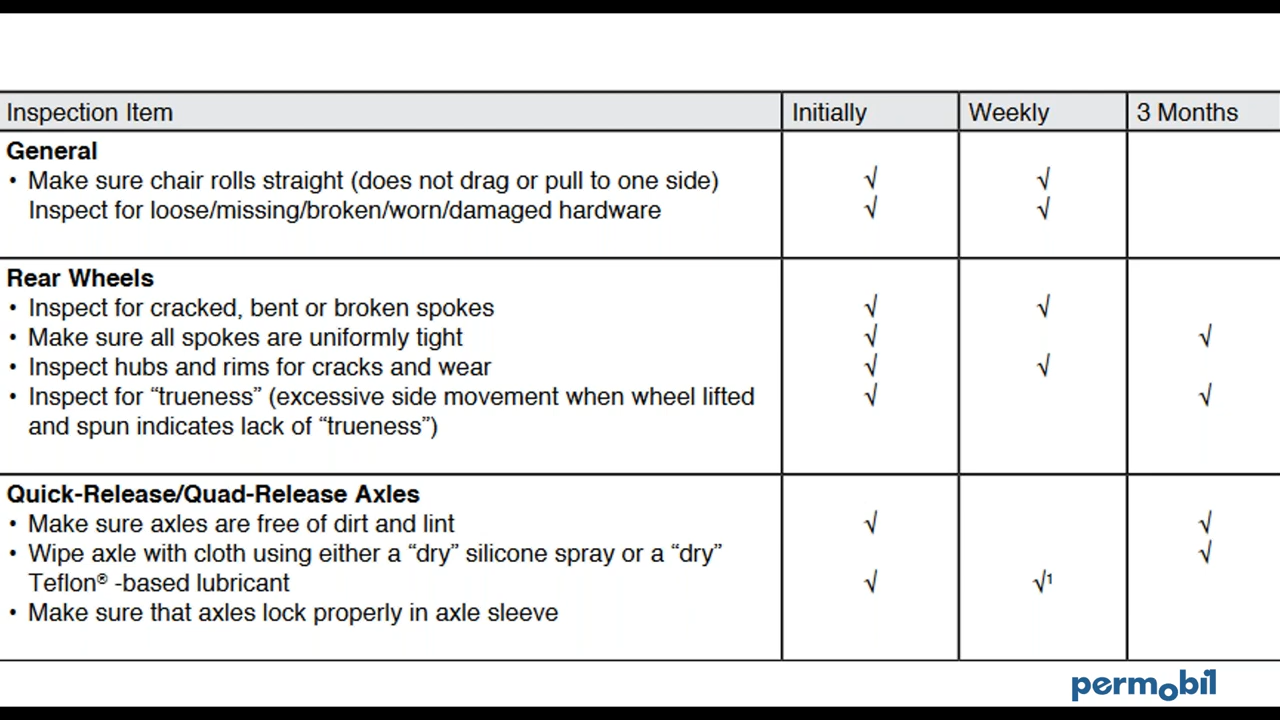 Inspection Item Initially Weekly 3 Months
General
• Make sure chair rolls straight (does not drag or pull to one side) √ √
Inspect for loose/missing/broken/worn/damaged hardware √ √
Rear Wheels
• Inspect for cracked, bent or broken spokes √ √
• Make sure all spokes are uniformly tight √ √
• Inspect hubs and rims for cracks and wear √ √
• Inspect for “trueness” (excessive side movement when wheel lifted √ √
and spun indicates lack of “trueness”)
Quick-Release/Quad-Release Axles
• Make sure axles are free of dirt and lint √ √
• Wipe axle with cloth using either a “dry” silicone spray or a “dry” √
Teflon® -based lubricant √ √¹
• Make sure that axles lock properly in axle sleeve
permobil